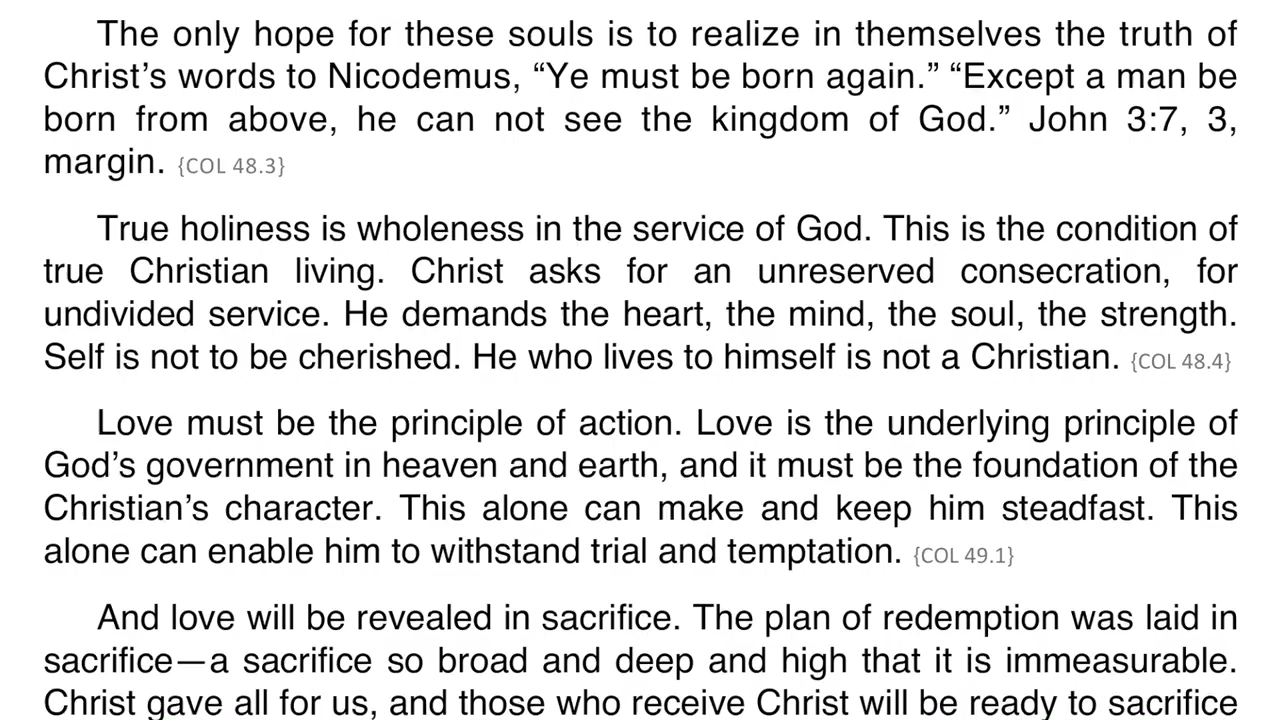 The only hope for these souls is to realize in themselves the truth of
Christ’s words to Nicodemus, “Ye must be born again.” “Except a man be
born from above, he can not see the kingdom of God.” John 3:7, 3,
margin. {COL 48.3}
True holiness is wholeness in the service of God. This is the condition of
true Christian living. Christ asks for an unreserved consecration, for
undivided service. He demands the heart, the mind, the soul, the strength.
Self is not to be cherished. He who lives to himself is not a Christian. {COL 48.4}
Love must be the principle of action. Love is the underlying principle of
God’s government in heaven and earth, and it must be the foundation of the
Christian’s character. This alone can make and keep him steadfast. This
alone can enable him to withstand trial and temptation. {COL 49.1}
And love will be revealed in sacrifice. The plan of redemption was laid in
sacrifice—a sacrifice so broad and deep and high that it is immeasurable.
Christ gave all for us, and those who receive Christ will be ready to sacrifice